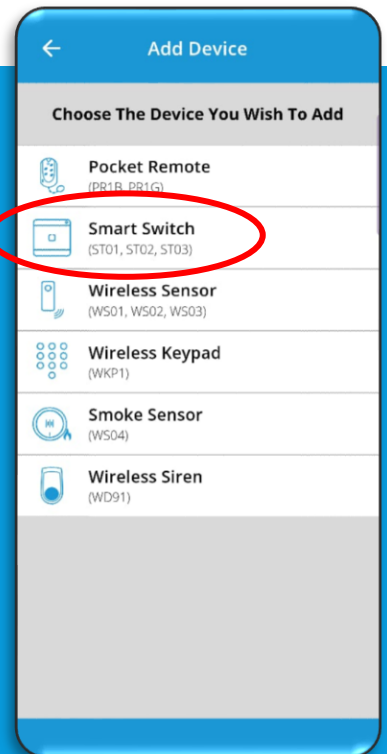 Add Device
Choose The Device You Wish To Add
Pocket Remote
(PR1B, PR1G)
Smart Switch
(ST01, ST02, ST03)
Wireless Sensor
(WS01, WS02, WS03)
Wireless Keypad
(WKP1)
Smoke Sensor
(WS04)
Wireless Siren
(WD91)